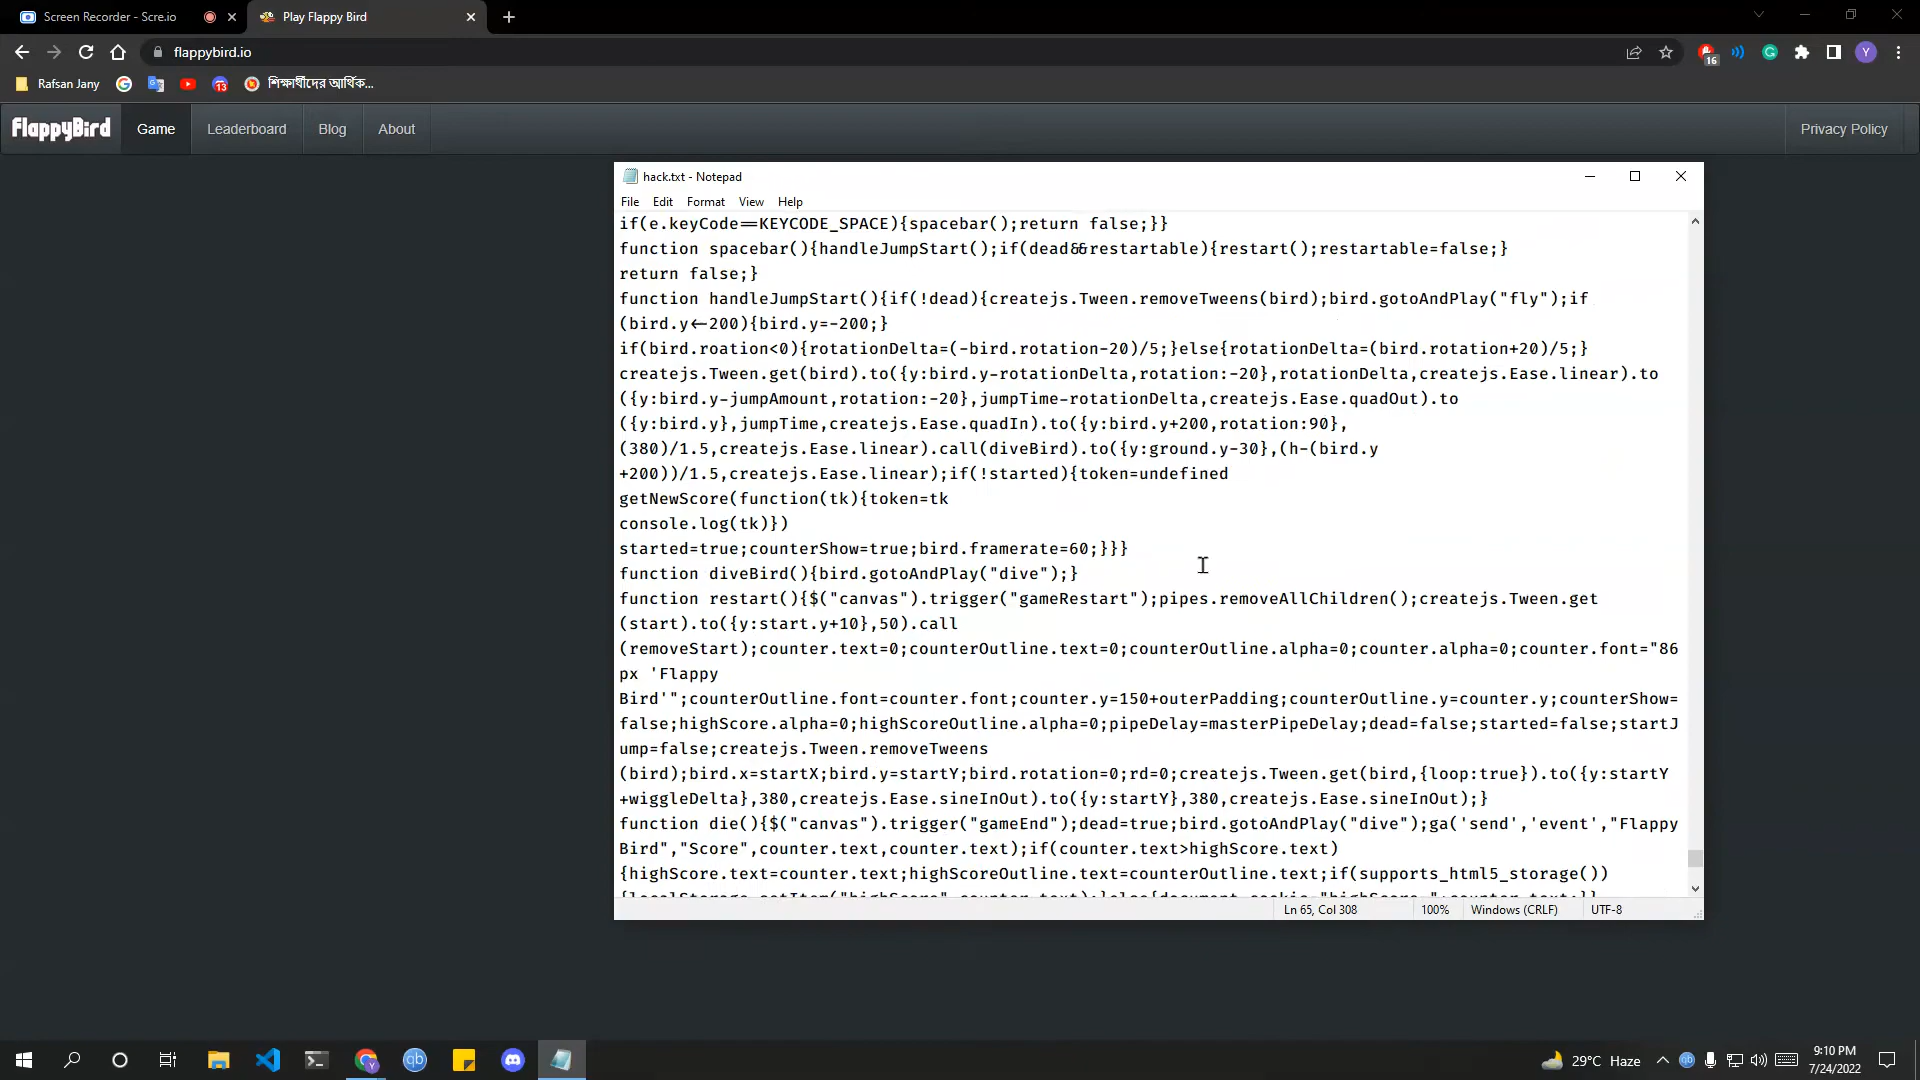 Screen Recorder - Scre.io
Play Flappy Bird
flappybird.io
16
Y
Rafsan Jany
13
শিক্ষার্থীদের আর্থিক...
FlappyBird
Game
Leaderboard
Blog
About
Privacy Policy
hack.txt - Notepad
File Edit Format View Help
if(e.keyCode==KEYCODE_SPACE){spacebar();return false;}}
function spacebar(){handleJumpStart();if(dead&&restartable){restart();restartable=false;}
return false;}
function handleJumpStart(){if(!dead){createjs.Tween.removeTweens(bird);bird.gotoAndPlay("fly");if
(bird.y<-200){bird.y=-200;}
if(bird.roation<0){rotationDelta=(-bird.rotation-20)/5;}else{rotationDelta=(bird.rotation+20)/5;}
createjs.Tween.get(bird).to({y:bird.y-rotationDelta,rotation:-20},rotationDelta,createjs.Ease.linear).to
({y:bird.y-jumpAmount,rotation:-20},jumpTime-rotationDelta,createjs.Ease.quadOut).to
({y:bird.y},jumpTime,createjs.Ease.quadIn).to({y:bird.y+200,rotation:90},
(380)/1.5,createjs.Ease.linear).call(diveBird).to({y:ground.y-30},(h-(bird.y
+200))/1.5,createjs.Ease.linear);if(!started){token=undefined
getNewScore(function(tk){token=tk
console.log(tk)})
started=true;counterShow=true;bird.framerate=60;}}}
function diveBird(){bird.gotoAndPlay("dive");}
function restart(){$("canvas").trigger("gameRestart");pipes.removeAllChildren();createjs.Tween.get
(start).to({y:start.y+10},50).call
(removeStart);counter.text=0;counterOutline.text=0;counterOutline.alpha=0;counter.alpha=0;counter.font="86
px 'Flappy
Bird'";counterOutline.font=counter.font;counter.y=150+outerPadding;counterOutline.y=counter.y;counterShow=
false;highScore.alpha=0;highScoreOutline.alpha=0;pipeDelay=masterPipeDelay;dead=false;started=false;startJ
ump=false;createjs.Tween.removeTweens
(bird);bird.x=startX;bird.y=startY;bird.rotation=0;rd=0;createjs.Tween.get(bird,{loop:true}).to({y:startY
+wiggleDelta},380,createjs.Ease.sineInOut).to({y:startY},380,createjs.Ease.sineInOut);}
function die(){$("canvas").trigger("gameEnd");dead=true;bird.gotoAndPlay("dive");ga('send','event',"Flappy
Bird","Score",counter.text,counter.text);if(counter.text>highScore.text)
{highScore.text=counter.text;highScoreOutline.text=counterOutline.text;if(supports_html5_storage())
Ln 65, Col 308
100%
Windows (CRLF)
UTF-8
qb
29°C Haze
9:10 PM
7/24/2022